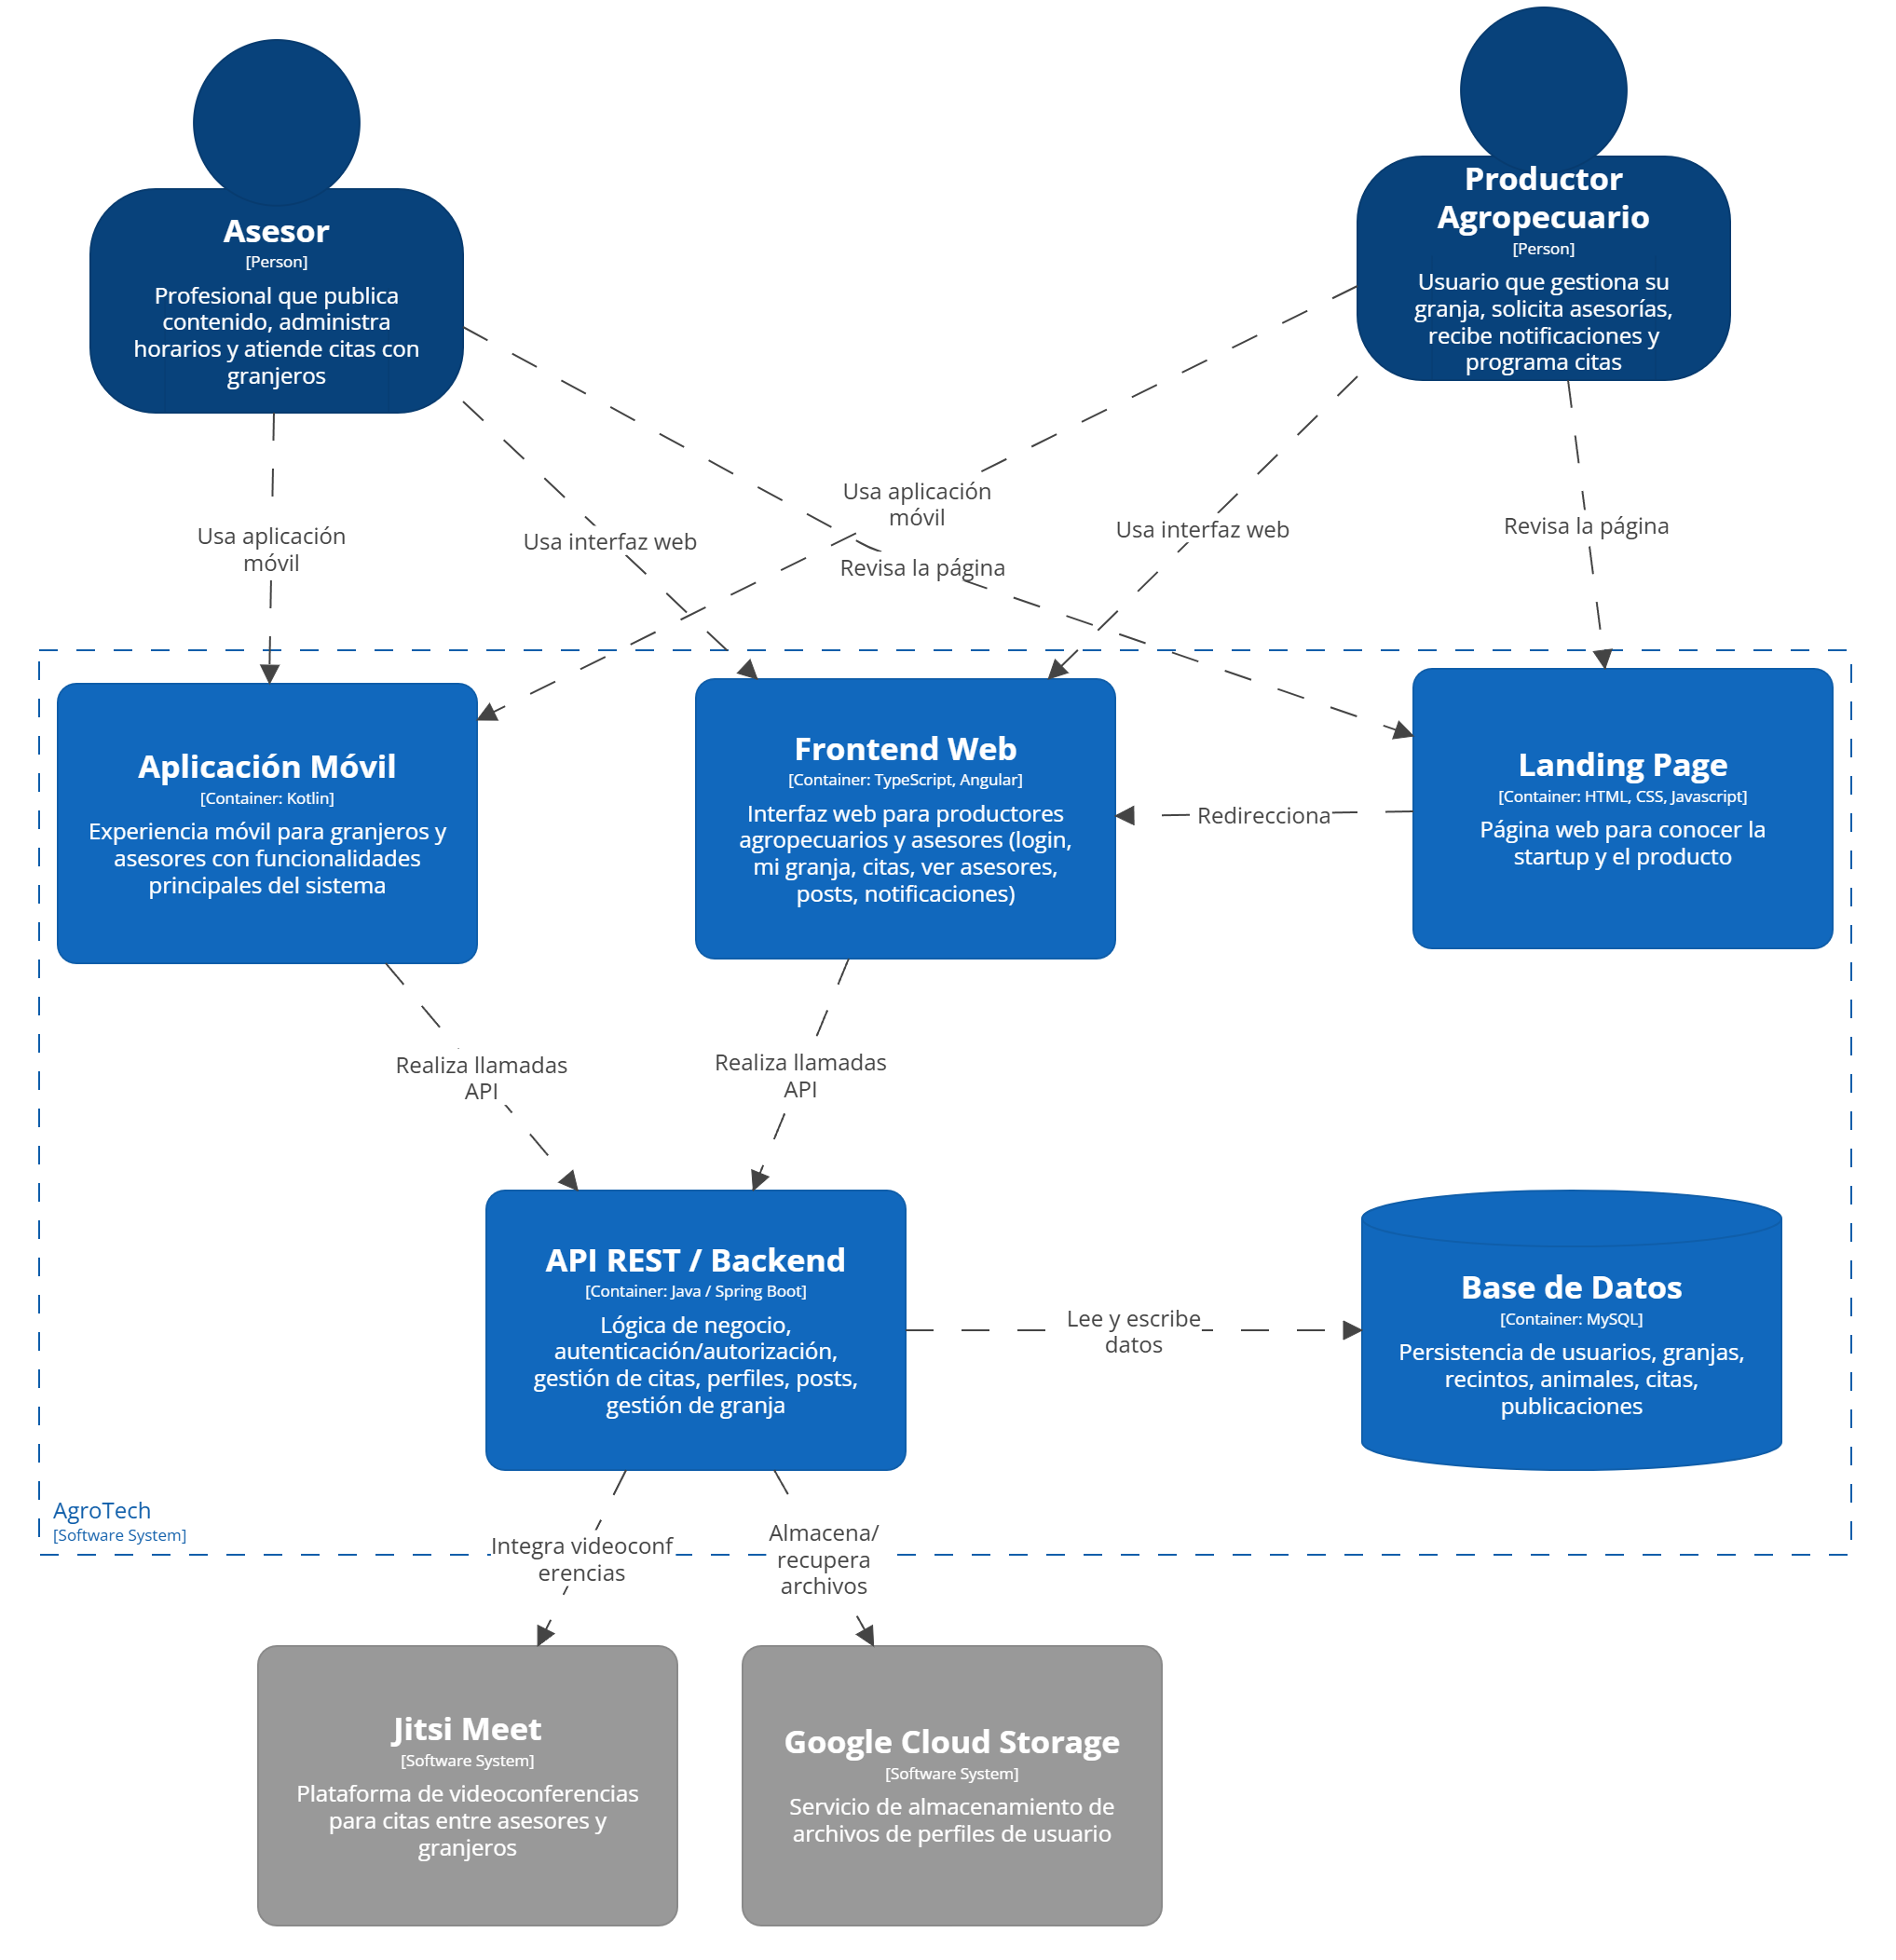 Asesor
[Person]
Profesional que publica
contenido, administra
horarios y atiende citas con
granjeros
Productor
Agropecuario
[Person]
Usuario que gestiona su
granja, solicita asesorías,
recibe notificaciones y
programa citas
Usa aplicación
móvil
Usa interfaz web
Usa aplicación
móvil
Revisa la página
Usa interfaz web
Revisa la página
Aplicación Móvil
[Container: Kotlin]
Experiencia móvil para granjeros y
asesores con funcionalidades
principales del sistema
Frontend Web
[Container: TypeScript, Angular]
Interfaz web para productores
agropecuarios y asesores (login,
mi granja, citas, ver asesores,
posts, notificaciones)
Redirecciona
Landing Page
[Container: HTML, CSS, Javascript]
Página web para conocer la
startup y el producto
Realiza llamadas
API
Realiza llamadas
API
API REST / Backend
[Container: Java / Spring Boot]
Lógica de negocio,
autenticación/autorización,
gestión de citas, perfiles, posts,
gestión de granja
Lee y escribe
datos
Base de Datos
[Container: MySQL]
Persistencia de usuarios, granjas,
recintos, animales, citas,
publicaciones
AgroTech
[Software System]
Integra videoconf
erencias
Almacena/
recupera
archivos
Jitsi Meet
[Software System]
Plataforma de videoconferencias
para citas entre asesores y
granjeros
Google Cloud Storage
[Software System]
Servicio de almacenamiento de
archivos de perfiles de usuario